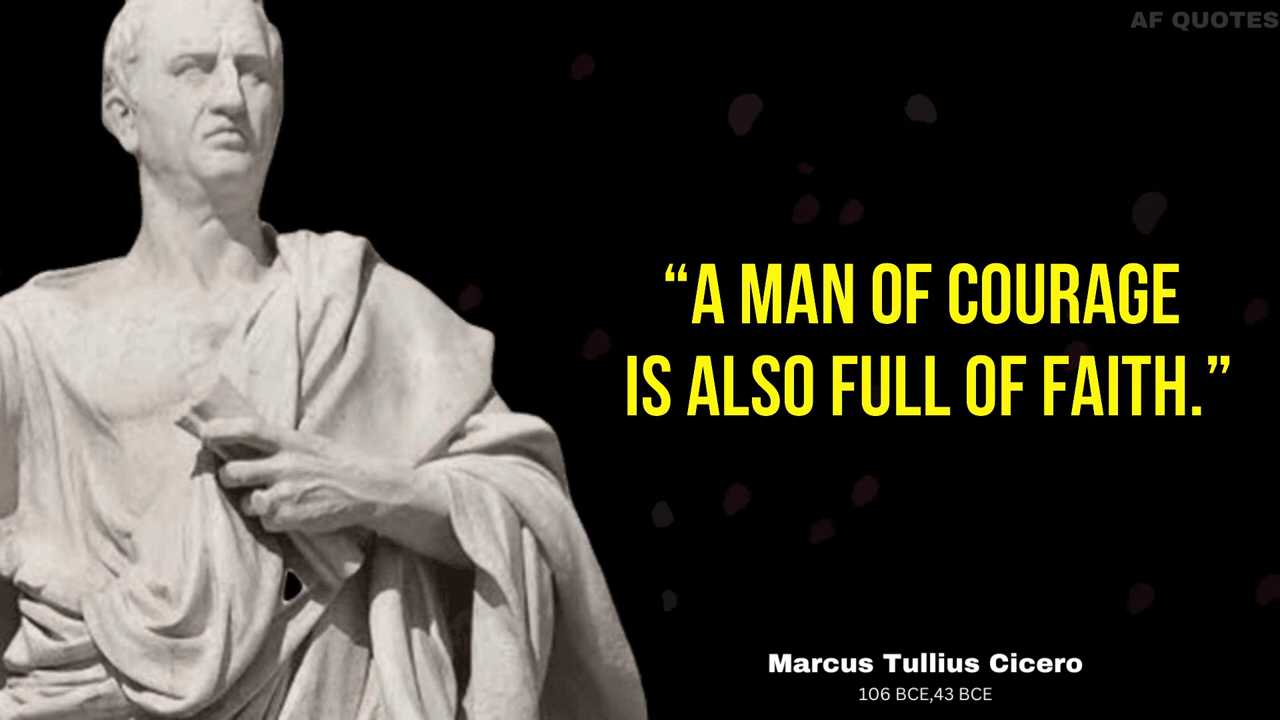 AF QUOTES
“A MAN OF COURAGE
IS ALSO FULL OF FAITH.”
Marcus Tullius Cicero
106 BCE,43 BCE